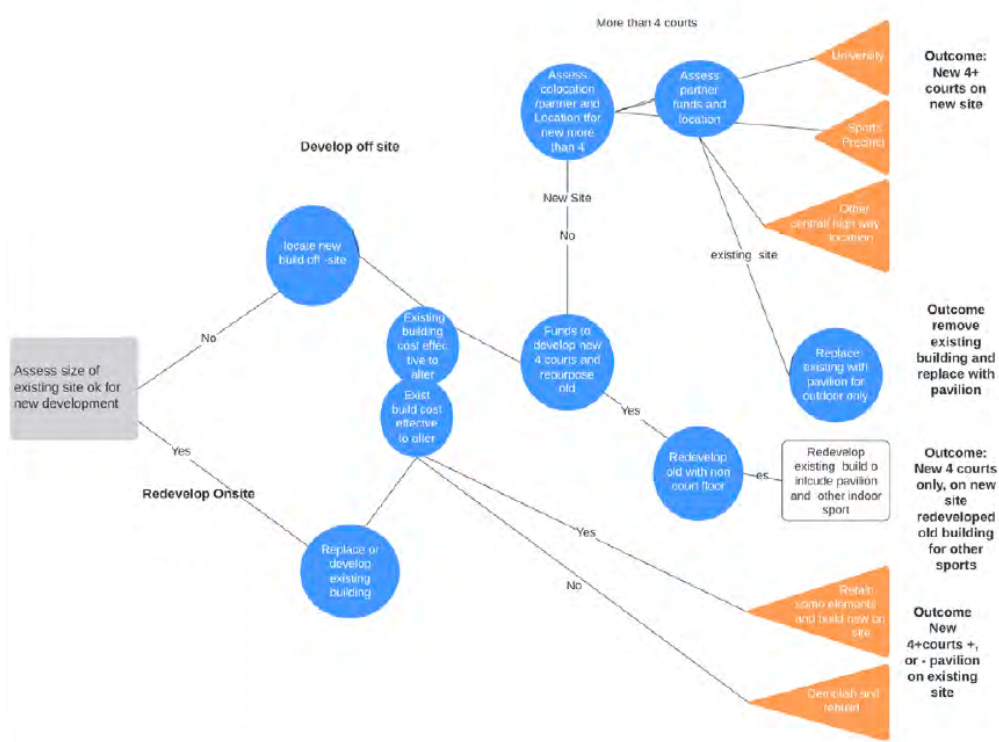 More than 4 courts
University
Outcome:
New 4+
courts on
new site
Assess
colocation
/partner and
Location tfor
new more
than 4
Assess
partner
funds and
location
Sports
Precinct
Develop off site
New Site
No
Other
central/ high way
location
existing site
locate new
build off -site
No
Existing
building
cost effec
tive to
alter
Funds to
develop new
4 courts and
repurpose
old
Replace
existing with
pavilion for
outdoor only
Outcome
remove
existing
building and
replace with
pavilion
Assess size of
existing site ok for
new development
Exist
build cost
effective
to alter
Yes
Yes
Redevelop
old with non
court floor
es
Redevelop
existing build o
intcude pavilion
and other indoor
sport
Outcome:
New 4 courts
only, on new
site
redeveloped
old building
for other
sports
Redevelop Onsite
Replace or
develop
existing
building
Yes
No
Retain
some elements
and build new on
site
Outcome
New
4+courts +,
or - pavilion
on existing
site
Demolish and
rebuild